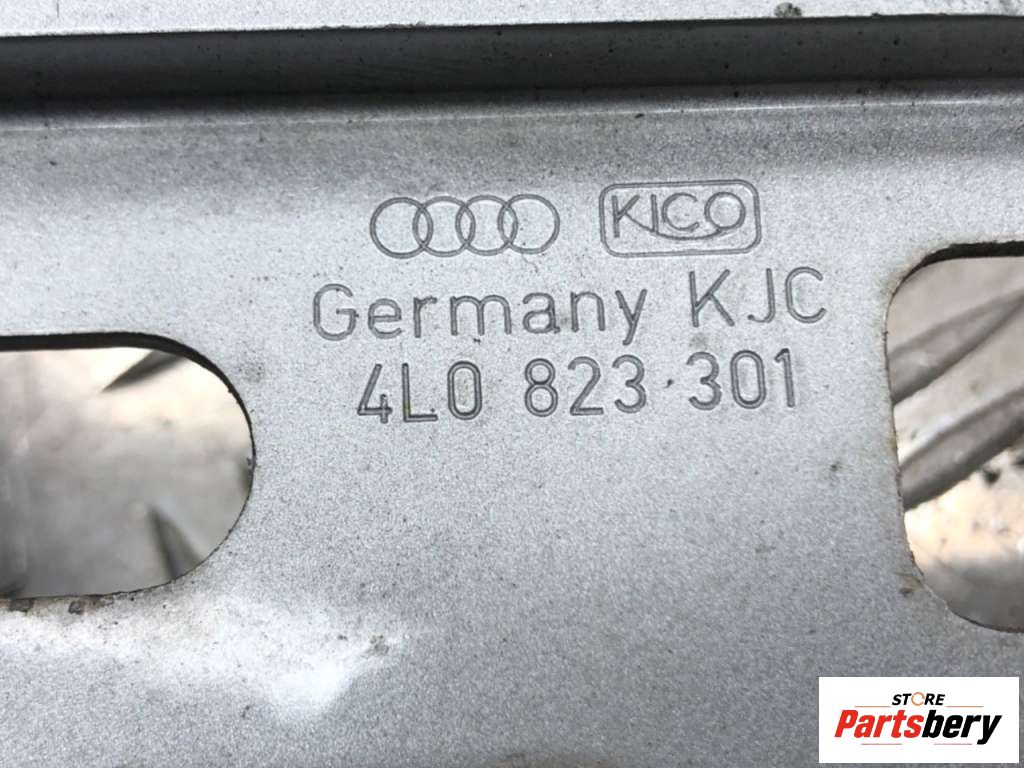 KICO
Germany KJC
4L0 823 301
STORE
Partsbery